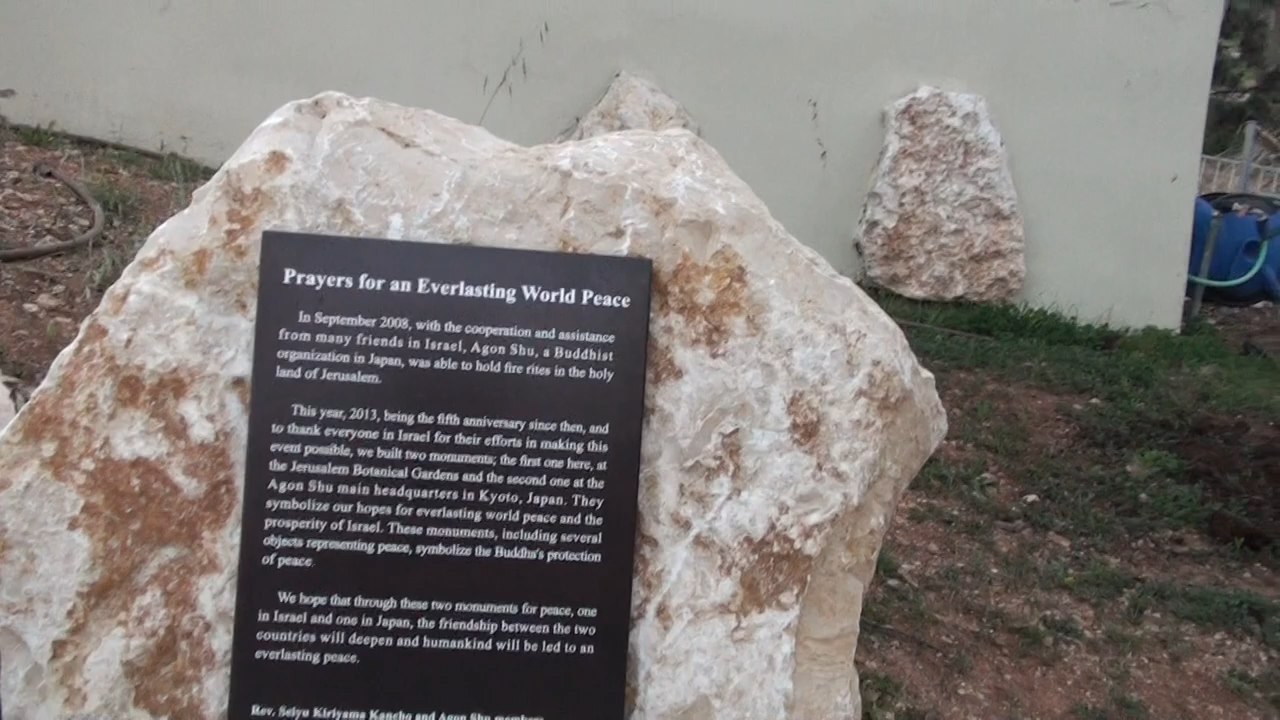 Prayers for an Everlasting World Peace
In September 2008, with the cooperation and assistance
from many friends in Israel, Agon Shu, a Buddhist
organization in Japan, was able to hold fire rites in the holy
land of Jerusalem.
This year, 2013, being the fifth anniversary since then, and
to thank everyone in Israel for their efforts in making this
event possible, we built two monuments; the first one here, at
the Jerusalem Botanical Gardens and the second one at the
Agon Shu main headquarters in Kyoto, Japan. They
symbolize our hopes for everlasting world peace and the
prosperity of Israel. These monuments, including several
objects representing peace, symbolize the Buddha's protection
of peace.
We hope that through these two monuments for peace, one
in Israel and one in Japan, the friendship between the two
countries will deepen and humankind will be led to an
everlasting peace.
Rev. Seiyu Kiriyama Kancho and Agon Shu members